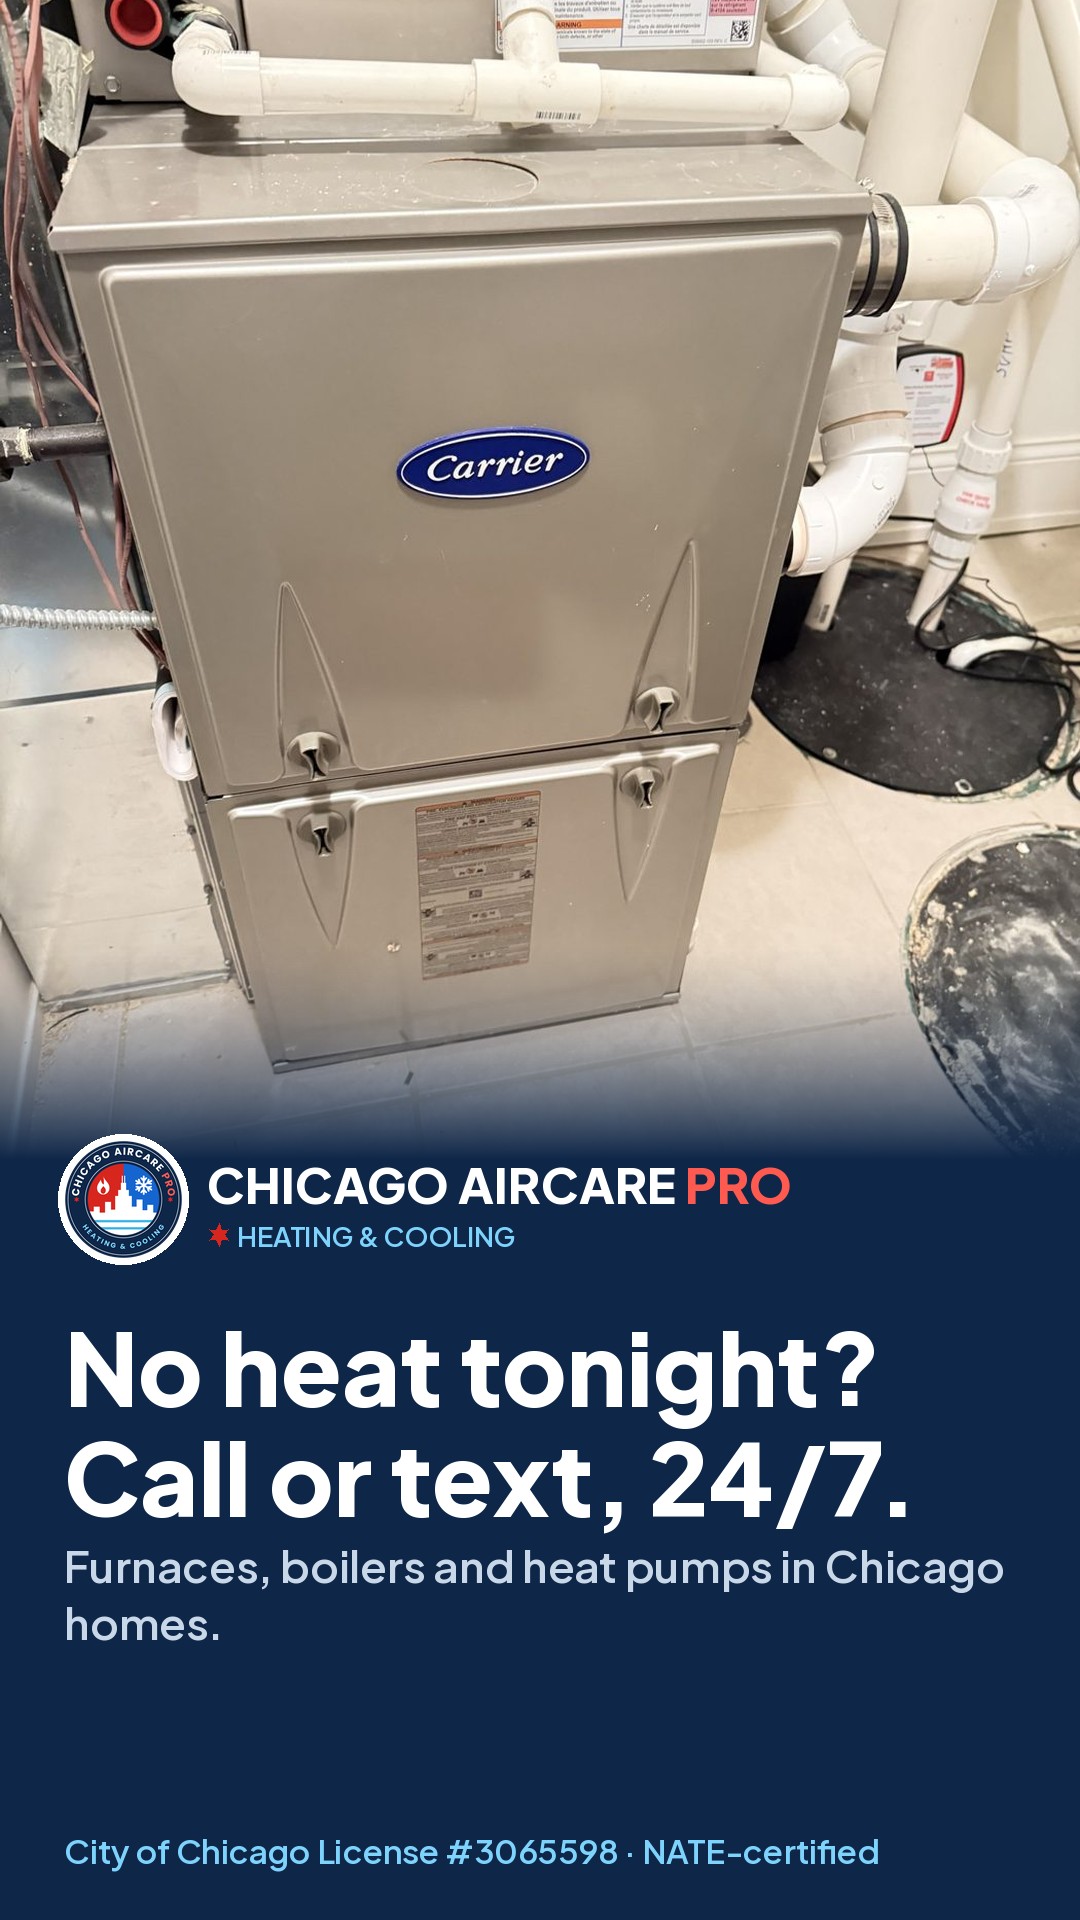 WARNING
Carrier
CHICAGO AIRCARE PRO
HEATING & COOLING
CHICAGO AIRCARE PRO
HEATING & COOLING
No heat tonight?
Call or text, 24/7.
Furnaces, boilers and heat pumps in Chicago
homes.
City of Chicago License #3065598 · NATE-certified